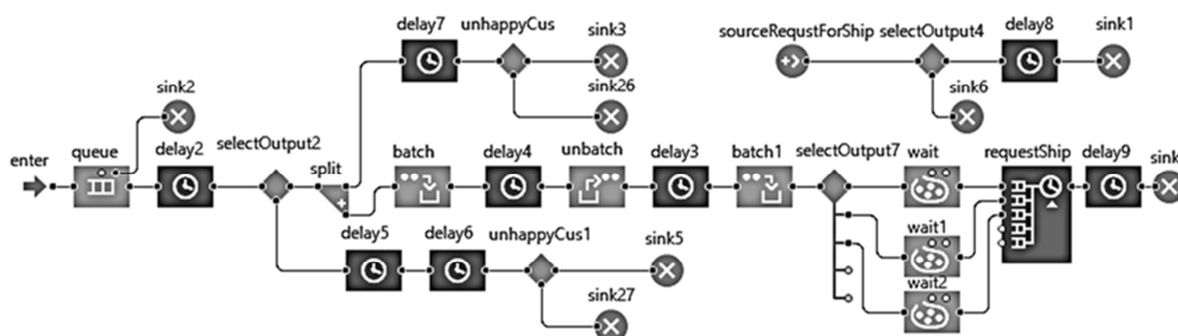 delay7
unhappyCus
sink3
sourceRequstForShip
selectOutput4
delay8
sink1
sink2
sink26
sink6
enter
queue
delay2
selectOutput2
split
batch
delay4
unbatch
delay3
batch1
selectOutput7
wait
requestShip
delay9
sink
delay5
delay6
unhappyCus1
sink5
wait1
wait2
sink27